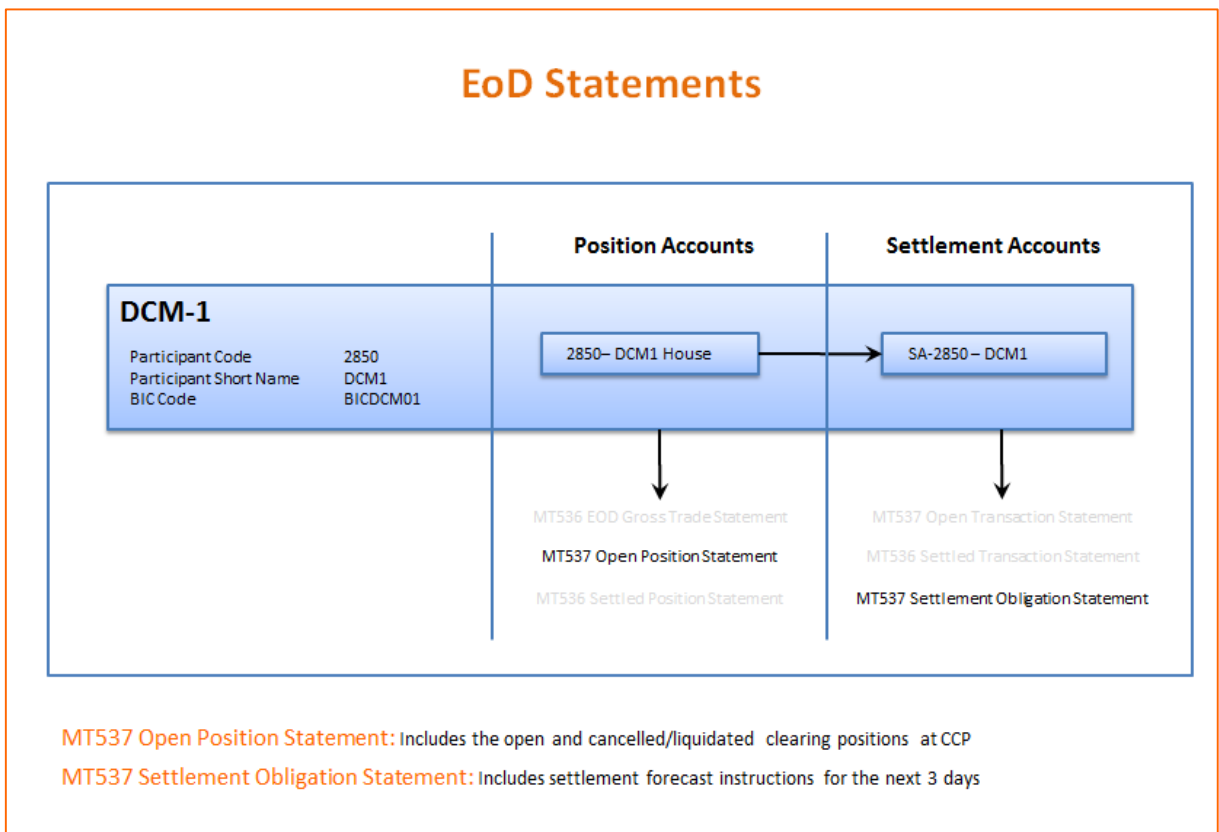 EoD Statements
Position Accounts
Settlement Accounts
DCM-1
Participant Code 2850
Participant Short Name DCM1
BIC Code BICDCM01
2850– DCM1 House
SA-2850 – DCM1
MT536 EOD Gross Trade Statement
MT537 Open Position Statement
MT536 Settled Position Statement
MT537 Open Transaction Statement
MT536 Settled Transaction Statement
MT537 Settlement Obligation Statement
MT537 Open Position Statement: Includes the open and cancelled/liquidated clearing positions at CCP
MT537 Settlement Obligation Statement: Includes settlement forecast instructions for the next 3 days